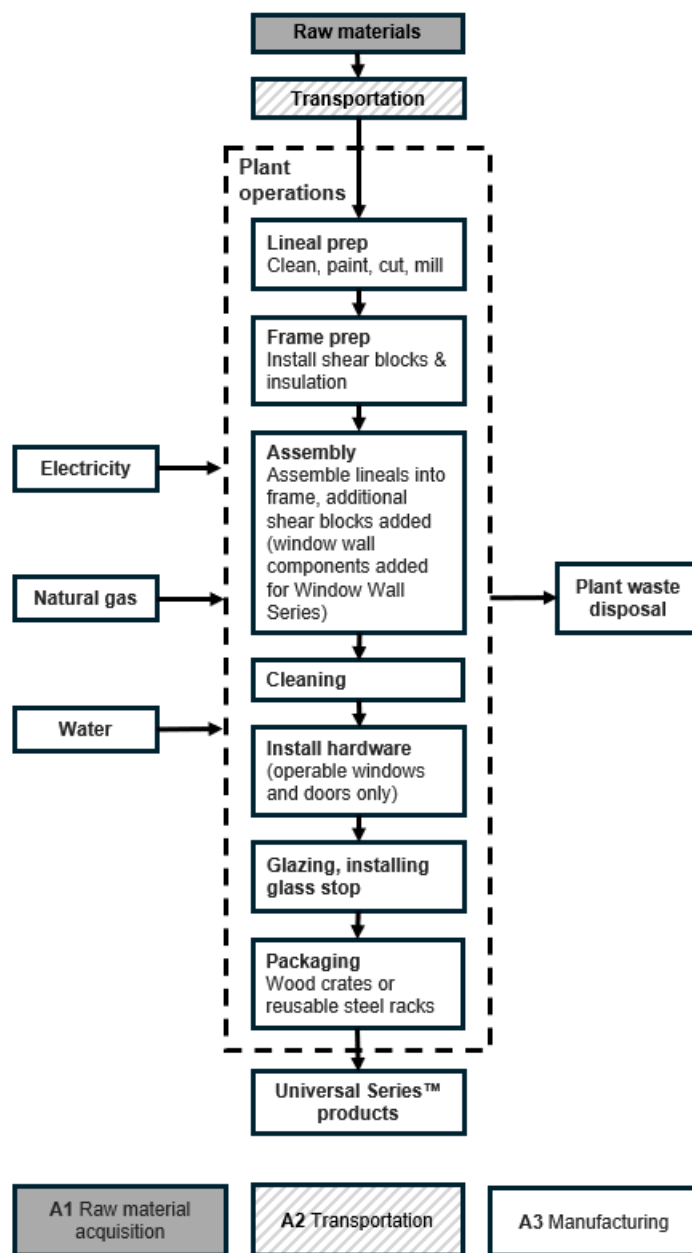 Raw materials
Transportation
Plant
operations
Lineal prep
Clean, paint, cut, mill
Frame prep
Install shear blocks &
insulation
Electricity
Assembly
Assemble lineals into
frame, additional
shear blocks added
(window wall
components added
for Window Wall
Series)
Natural gas
Plant waste
disposal
Cleaning
Water
Install hardware
(operable windows
and doors only)
Glazing, installing
glass stop
Packaging
Wood crates or
reusable steel racks
Universal Series™
products
A1 Raw material
acquisition
A2 Transportation
A3 Manufacturing